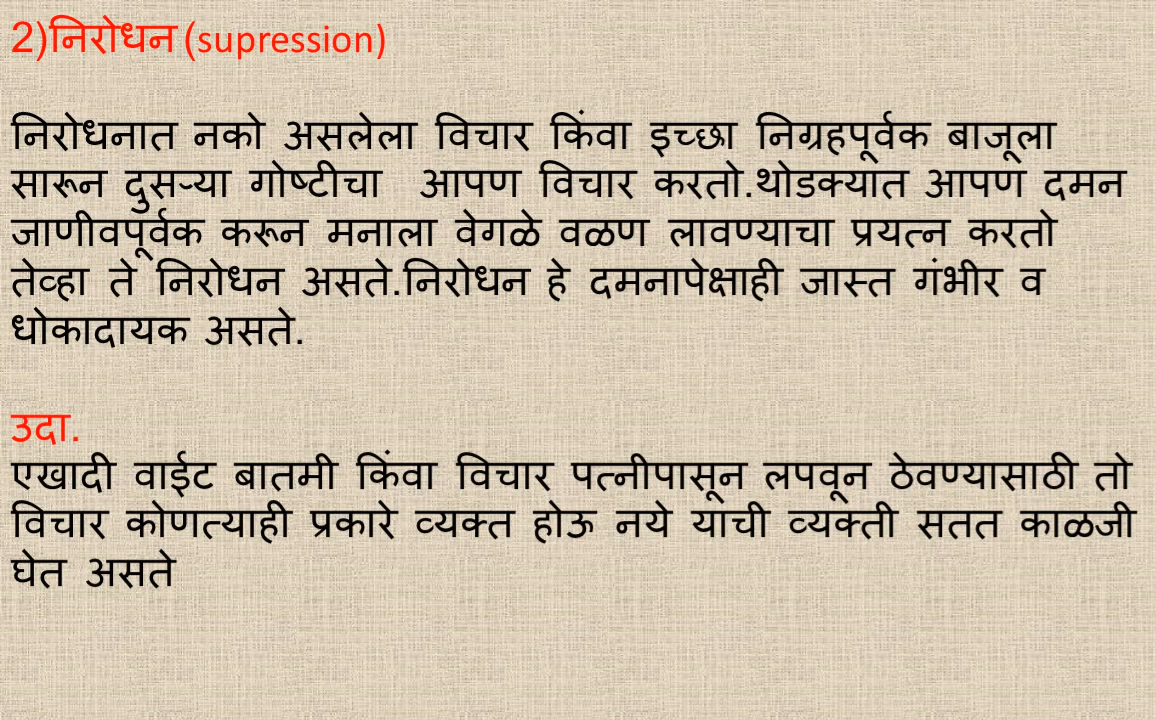 2)निरोधन (supression)
निरोधनात नको असलेला विचार किंवा इच्छा निग्रहपूर्वक बाजूला
सारून दुसऱ्या गोष्टीचा आपण विचार करतो.थोडक्यात आपण दमन
जाणीवपूर्वक करून मनाला वेगळे वळण लावण्याचा प्रयत्न करतो
तेव्हा ते निरोधन असते.निरोधन हे दमनापेक्षाही जास्त गंभीर व
धोकादायक असते.
उदा.
एखादी वाईट बातमी किंवा विचार पत्नीपासून लपवून ठेवण्यासाठी तो
विचार कोणत्याही प्रकारे व्यक्त होऊ नये याची व्यक्ती सतत काळजी
घेत असते